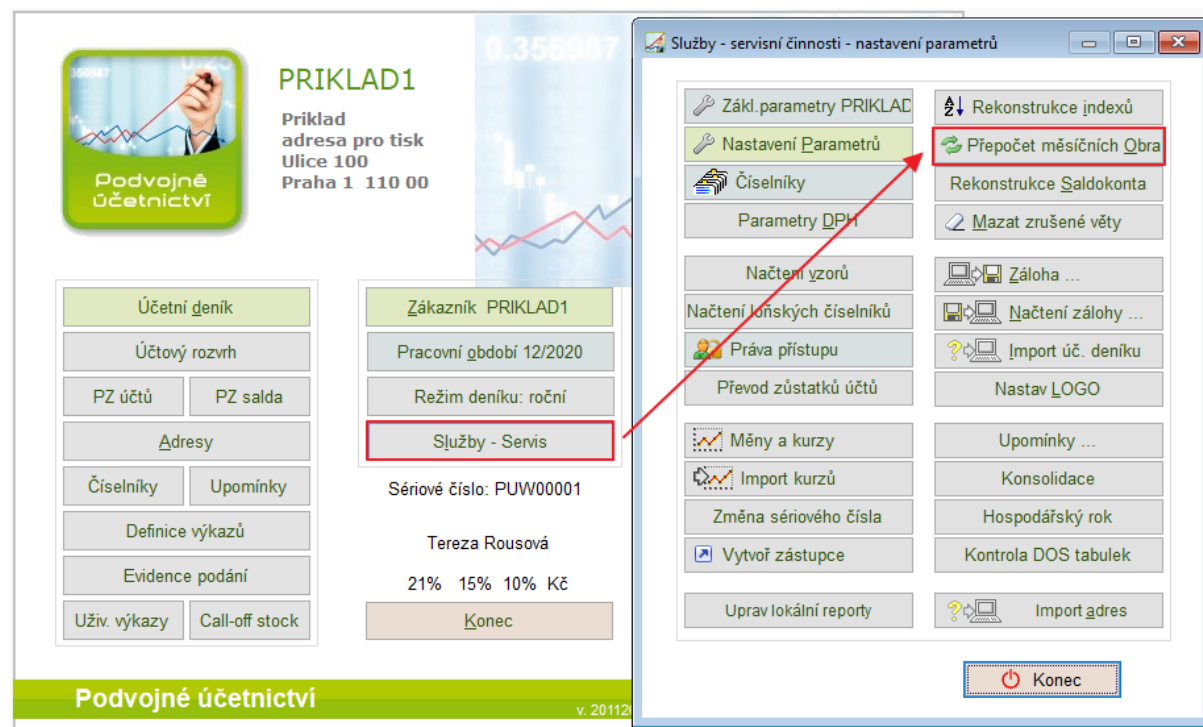 0.356987
356987
0.25
Podvojné
účetnictví
PRIKLAD1
Priklad
adresa pro tisk
Ulice 100
Praha 1 110 00
Účetní deník
Účtový rozvrh
PZ účtů
PZ salda
Adresy
Číselníky
Upomínky
Definice výkazů
Evidence podání
Uživ. výkazy
Call-off stock
Zákazník PRIKLAD1
Pracovní období 12/2020
Režim deníku: roční
Služby - Servis
Sériové číslo: PUW00001
Tereza Rousová
21% 15% 10% Kč
Konec
Podvojné účetnictví
v. 20112
Služby - servisní činnosti - nastavení parametrů
Zákl.parametry PRIKLAD
Nastavení Parametrů
Číselníky
Parametry DPH
Načtení vzorů
Načtení loňských číselníků
Práva přístupu
Převod zůstatků účtů
Měny a kurzy
Import kurzů
Změna sériového čísla
Vytvoř zástupce
Uprav lokální reporty
Rekonstrukce indexů
Přepočet měsíčních Obra
Rekonstrukce Saldokonta
Mazat zrušené věty
Záloha ...
Načtení zálohy ...
Import úč. deníku
Nastav LOGO
Upomínky ...
Konsolidace
Hospodářský rok
Kontrola DOS tabulek
Import adres
Konec